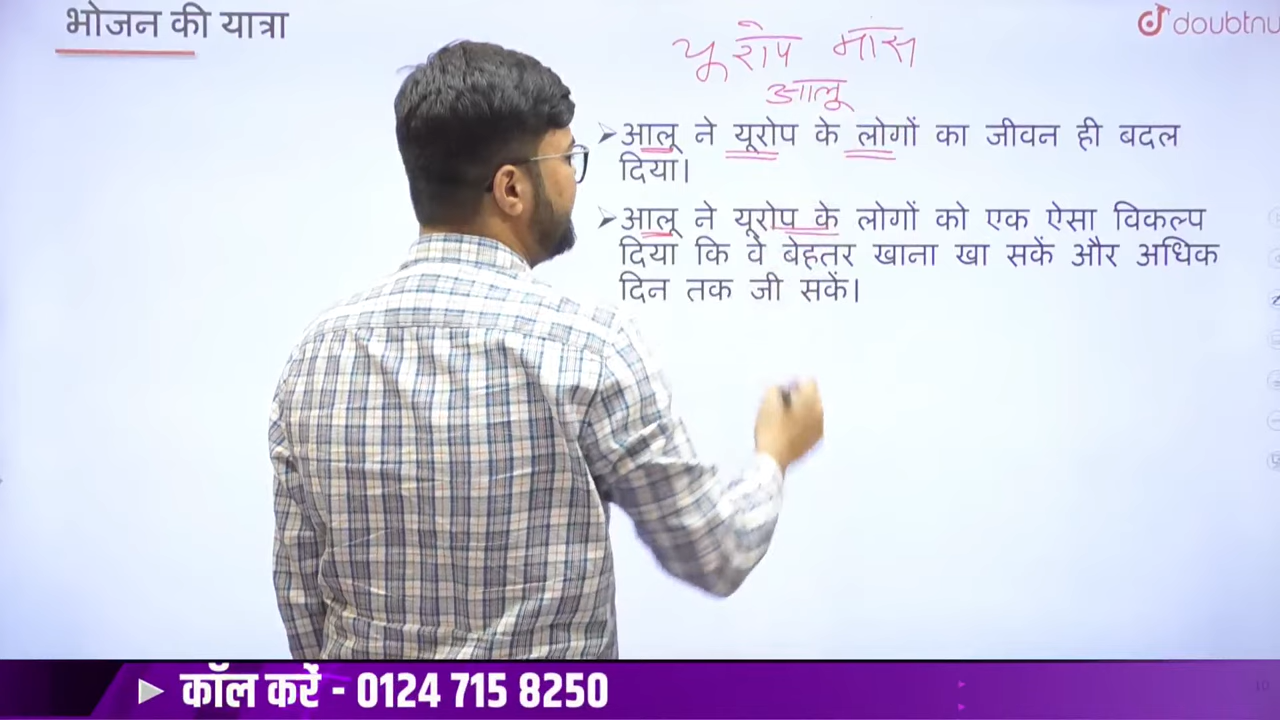 भोजन की यात्रा
doubtnu
यूरोप मांस
आलू
➢आलू ने यूरोप के लोगों का जीवन ही बदल
दिया।
➢आलू ने यूरोप के लोगों को एक ऐसा विकल्प
दिया कि वे बेहतर खाना खा सकें और अधिक
दिन तक जी सकें।
कॉल करें - 0124 715 8250